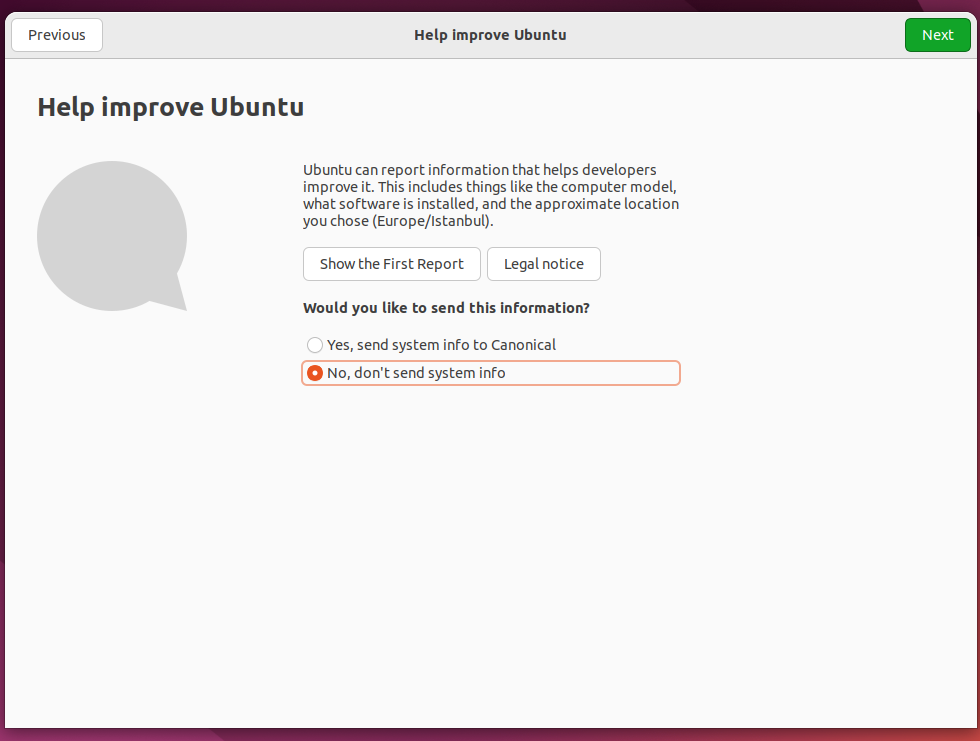 Previous
Help improve Ubuntu
Next
Help improve Ubuntu
Ubuntu can report information that helps developers
improve it. This includes things like the computer model,
what software is installed, and the approximate location
you chose (Europe/Istanbul).
Show the First Report
Legal notice
Would you like to send this information?
Yes, send system info to Canonical
No, don't send system info